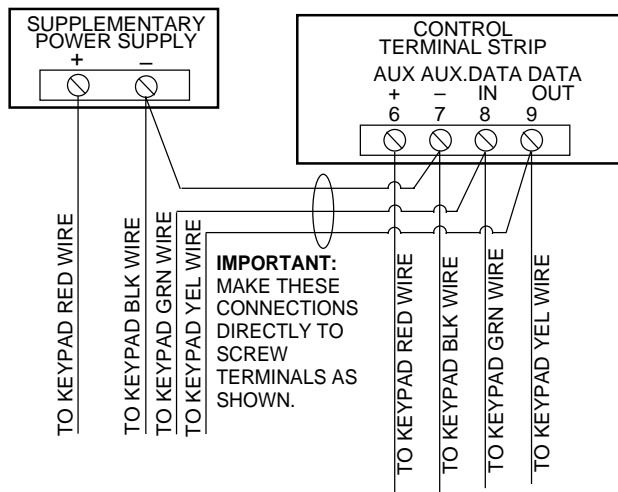 SUPPLEMENTARY
POWER SUPPLY
+ –
CONTROL
TERMINAL STRIP
AUX AUX.DATA DATA
+ – IN OUT
6 7 8 9
TO KEYPAD RED WIRE
TO KEYPAD BLK WIRE
TO KEYPAD GRN WIRE
TO KEYPAD YEL WIRE
IMPORTANT:
MAKE THESE
CONNECTIONS
DIRECTLY TO
SCREW
TERMINALS AS
SHOWN.
TO KEYPAD RED WIRE
TO KEYPAD BLK WIRE
TO KEYPAD GRN WIRE
TO KEYPAD YEL WIRE